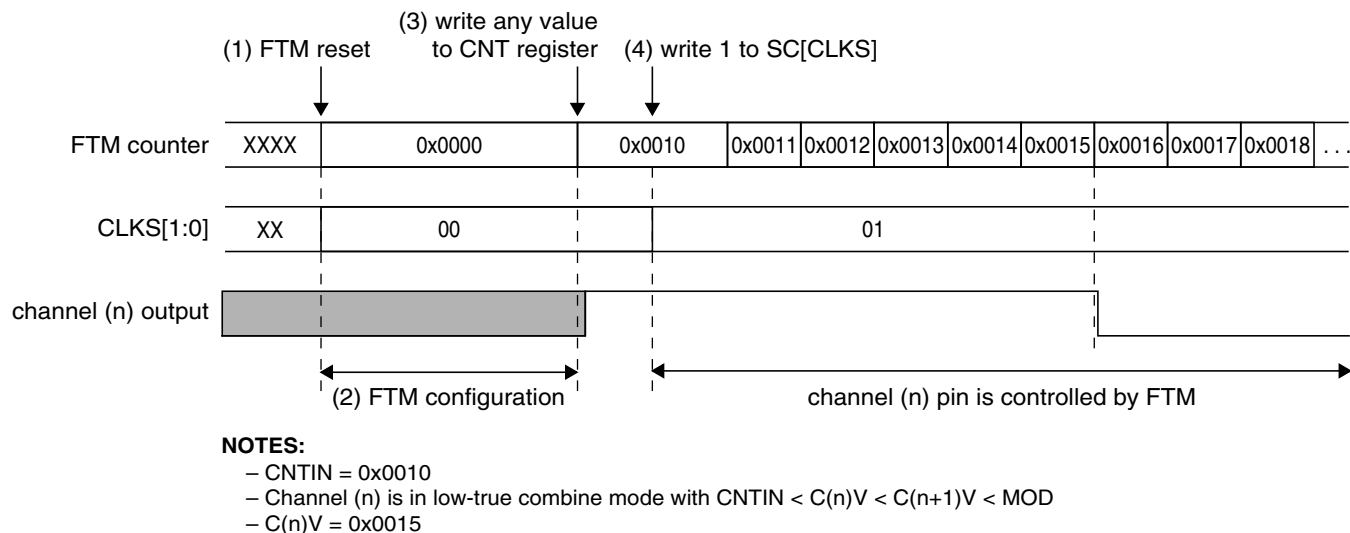 (3) write any value
(1) FTM reset to CNT register (4) write 1 to SC[CLKS]
FTM counter XXXX 0x0000 0x0010 0x0011 0x0012 0x0013 0x0014 0x0015 0x0016 0x0017 0x0018 . . .
CLKS[1:0] XX 00 01
channel (n) output
(2) FTM configuration channel (n) pin is controlled by FTM
NOTES:
– CNTIN = 0x0010
– Channel (n) is in low-true combine mode with CNTIN < C(n)V < C(n+1)V < MOD
– C(n)V = 0x0015